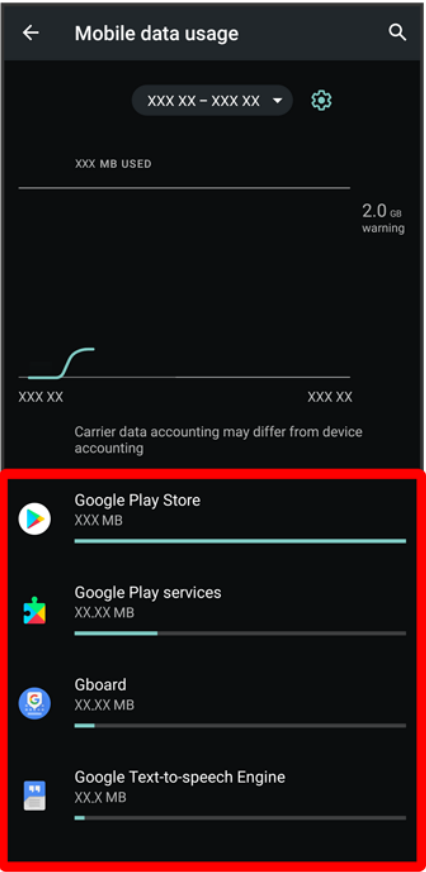 Mobile data usage
XXX XX – XXX XX
XXX MB USED
2.0 GB
warning
XXX XX
XXX XX
Carrier data accounting may differ from device
accounting
Google Play Store
XXX MB
Google Play services
XX.XX MB
Gboard
XX.XX MB
Google Text-to-speech Engine
XX.X MB